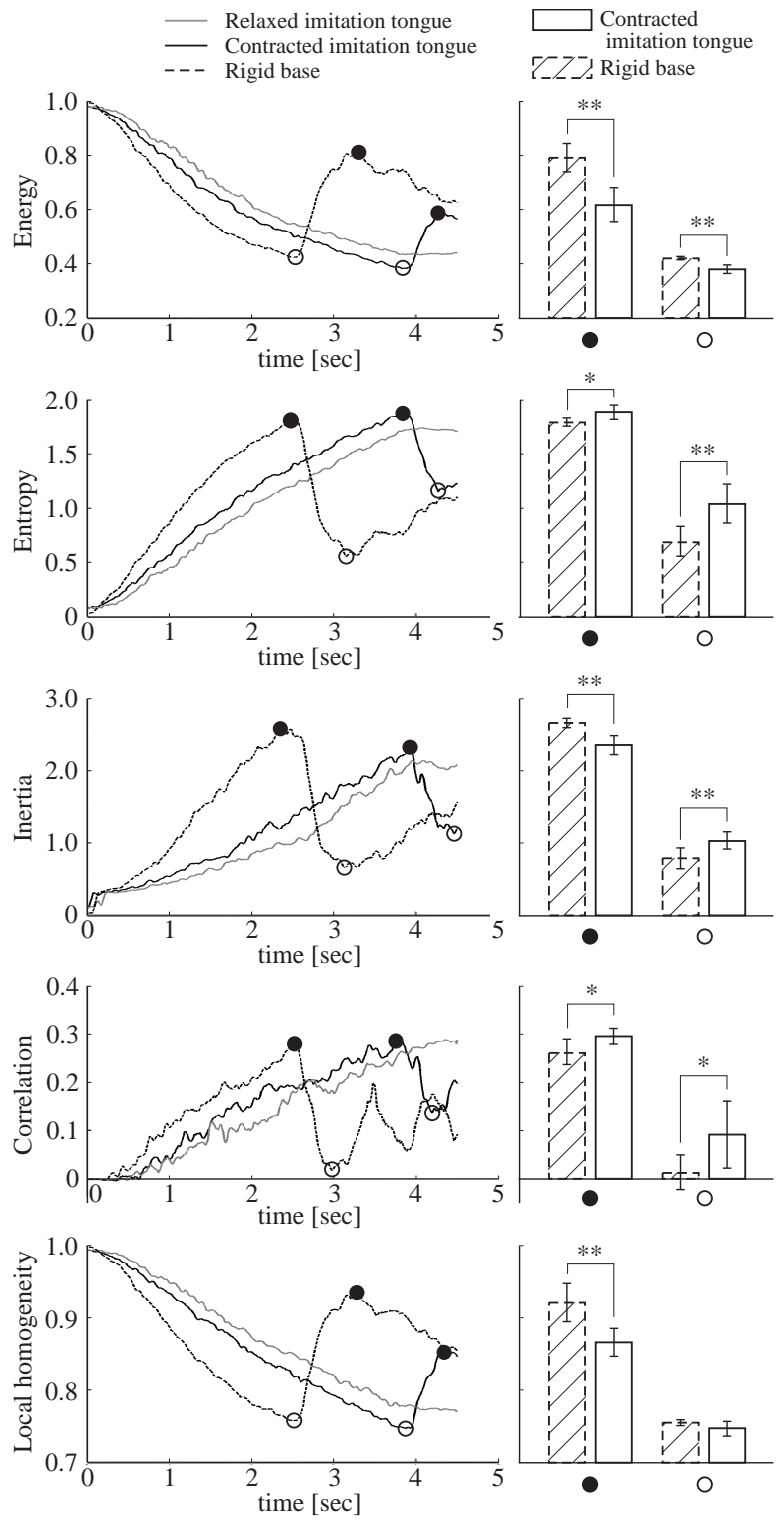 Relaxed imitation tongue
Contracted imitation tongue
Rigid base
Contracted
imitation tongue
Rigid base
Energy
1.0
0.8
0.6
0.4
0.2
0 1 2 3 4 5
time [sec]
** **
Entropy
2.0
1.5
1.0
0.5
0
0 1 2 3 4 5
time [sec]
* **
Inertia
3.0
2.0
1.0
0
0 1 2 3 4 5
time [sec]
** **
Correlation
0.4
0.3
0.2
0.1
0
0 1 2 3 4 5
time [sec]
* *
Local homogeneity
1.0
0.9
0.8
0.7
0 1 2 3 4 5
time [sec]
**